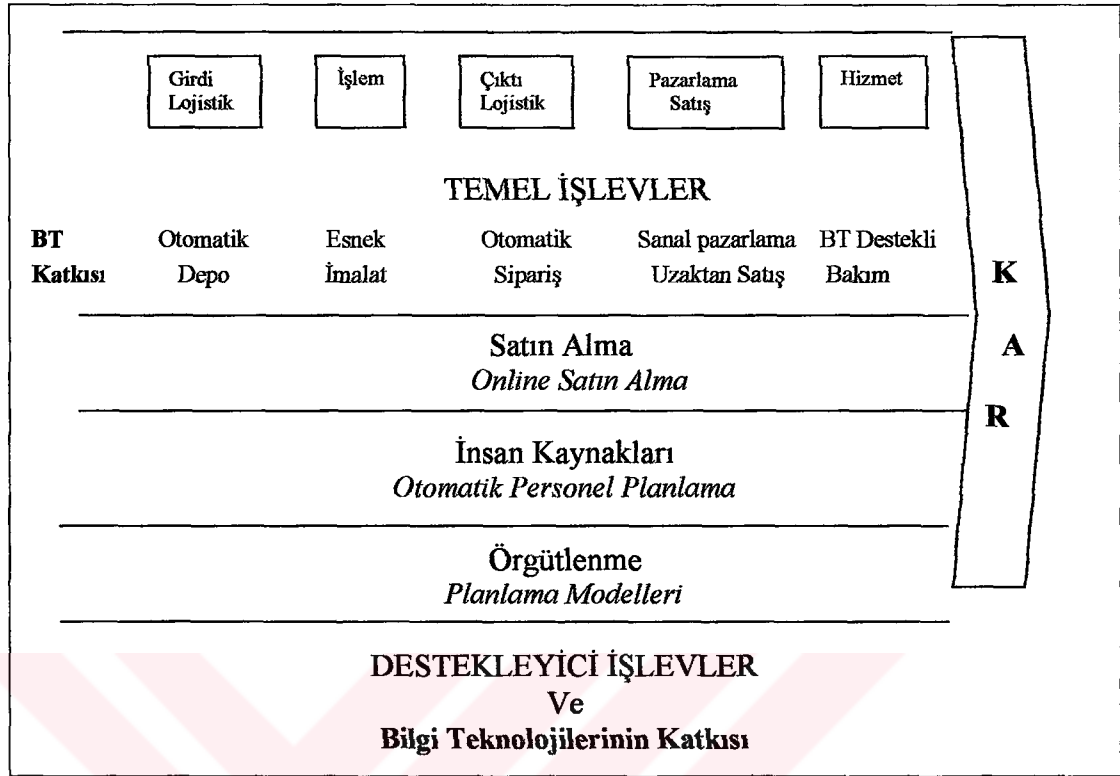 Girdi
Lojistik
İşlem
Çıktı
Lojistik
Pazarlama
Satış
Hizmet
TEMEL İŞLEVLER
BT Otomatik Esnek Otomatik Sanal pazarlama BT Destekli
Katkısı Depo İmalat Sipariş Uzaktan Satış Bakım
K
A
R
Satın Alma
Online Satın Alma
İnsan Kaynakları
Otomatik Personel Planlama
Örgütlenme
Planlama Modelleri
DESTEKLEYİCİ İŞLEVLER
Ve
Bilgi Teknolojilerinin Katkısı